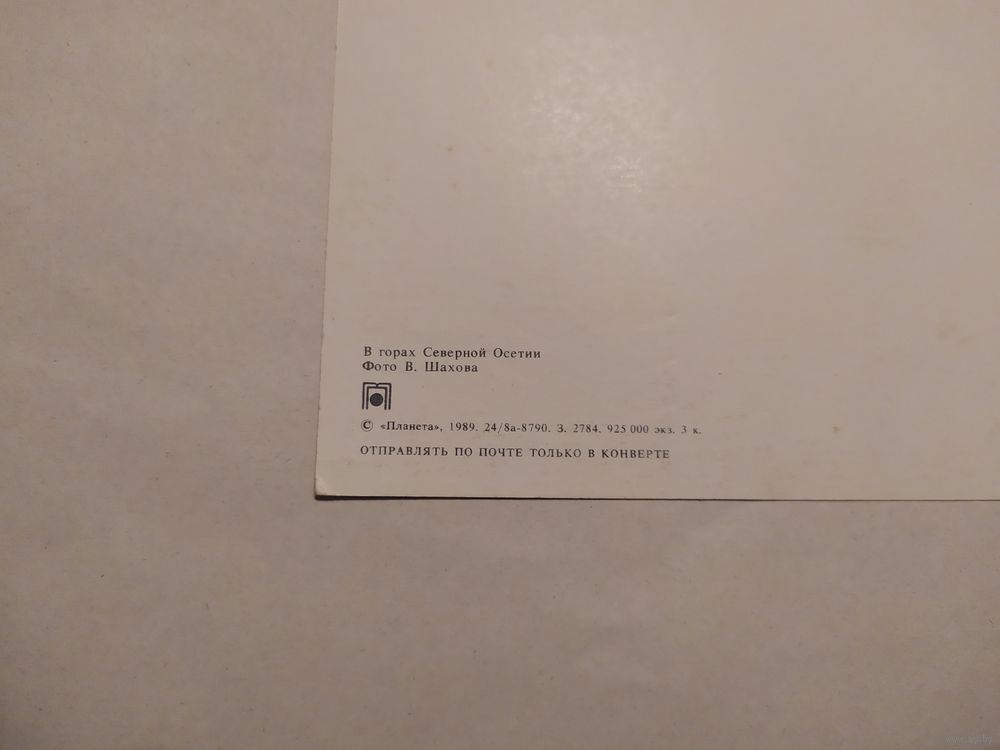 В горах Северной Осетии
Фото В. Шахова
© «Планета», 1989. 24/8а-8790. З. 2784. 925 000 экз. 3 к.
ОТПРАВЛЯТЬ ПО ПОЧТЕ ТОЛЬКО В КОНВЕРТЕ